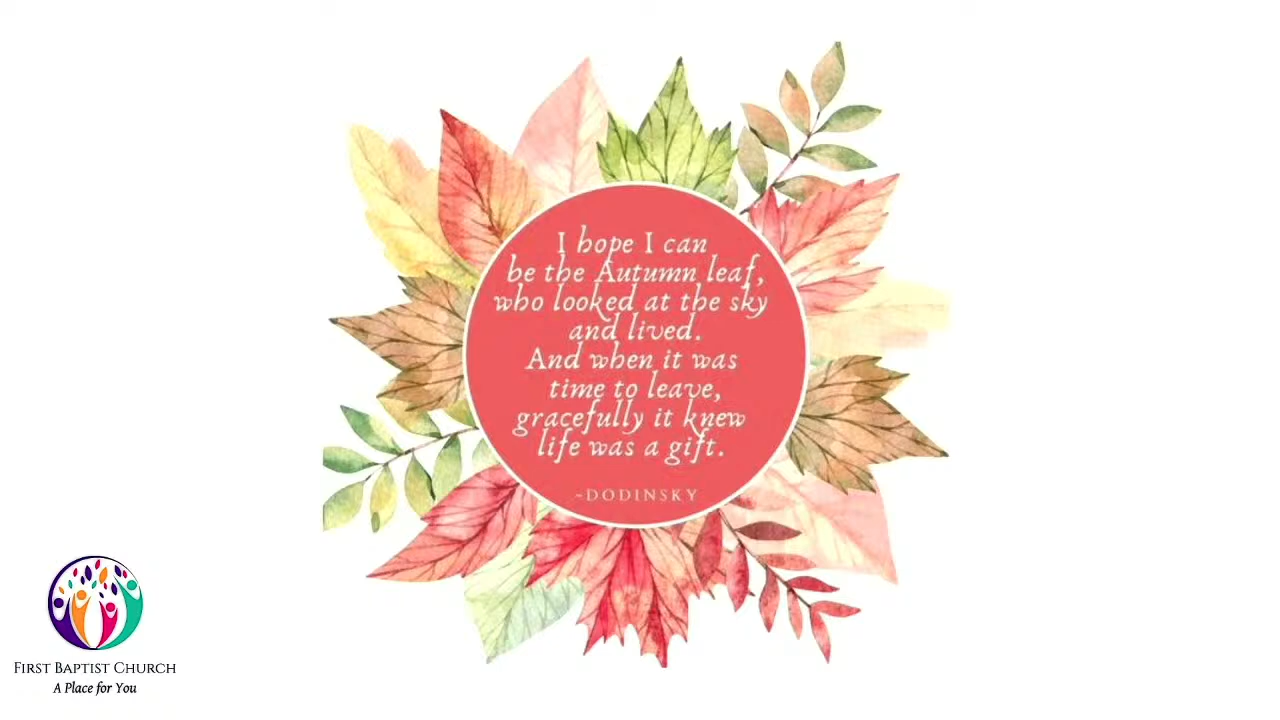 I hope I can
be the Autumn leaf,
who looked at the sky
and lived.
And when it was
time to leave,
gracefully it knew
life was a gift.
~DODINSKY
FIRST BAPTIST CHURCH
A Place for You